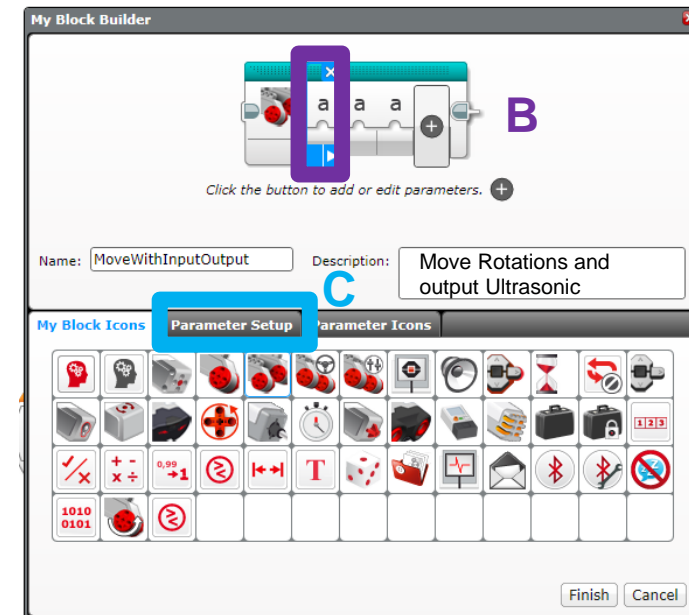 My Block Builder
a a a
B
Click the button to add or edit parameters.
Name: MoveWithInputOutput Description: Move Rotations and
output Ultrasonic
C
My Block Icons Parameter Setup Parameter Icons
1 2 3
+ -
x ÷
0,99
→1
T
1010
0101
Finish Cancel